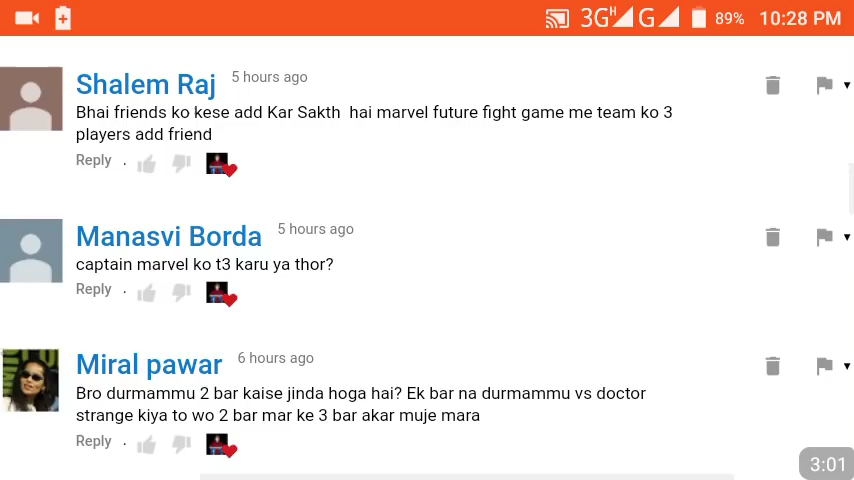 3G H G 89% 10:28 PM
Shalem Raj 5 hours ago
Bhai friends ko kese add Kar Sakth hai marvel future fight game me team ko 3
players add friend
Reply .
Manasvi Borda 5 hours ago
captain marvel ko t3 karu ya thor?
Reply .
Miral pawar 6 hours ago
Bro durmammu 2 bar kaise jinda hoga hai? Ek bar na durmammu vs doctor
strange kiya to wo 2 bar mar ke 3 bar akar muje mara
Reply .
3:01